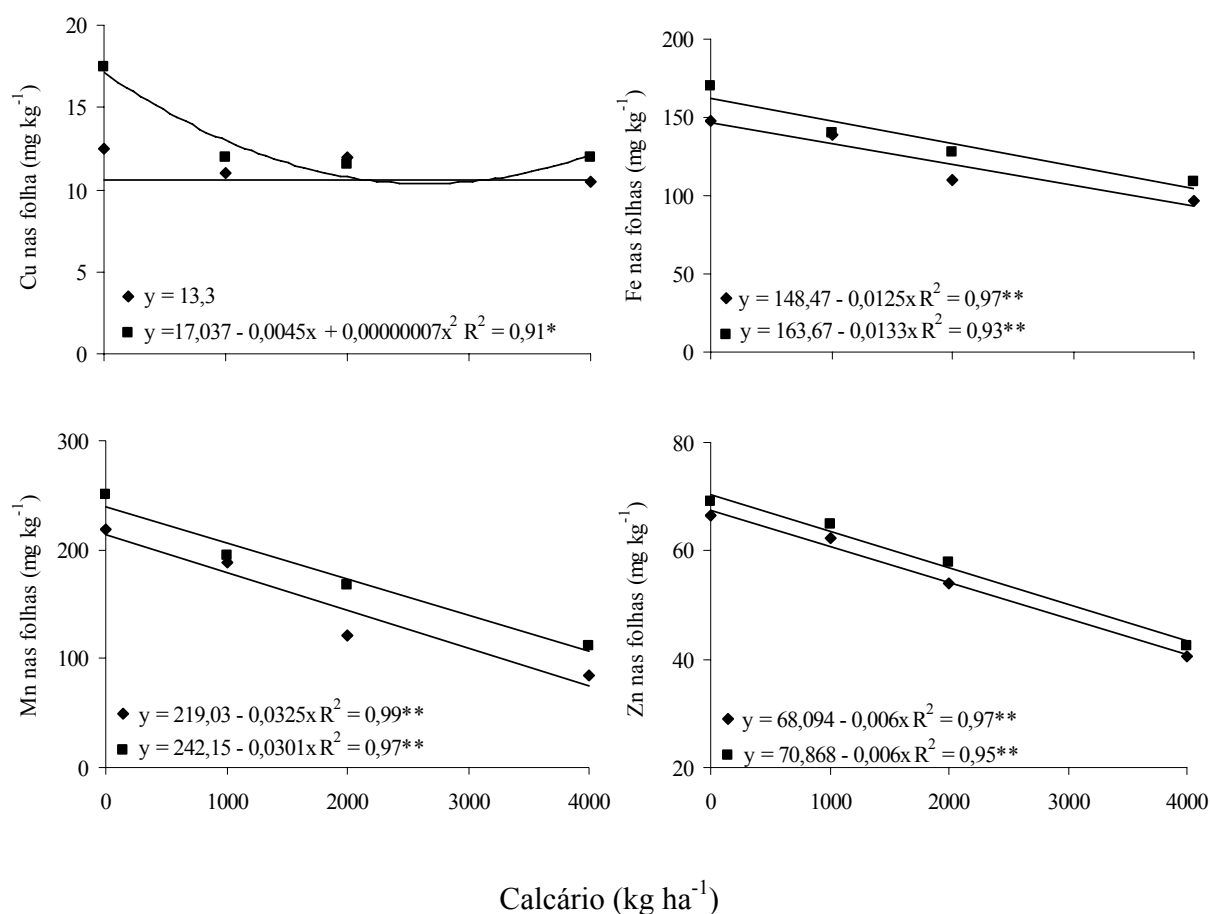 20
15
10
5
0
Cu nas folha (mg kg⁻¹)
y = 13,3
y =17,037 - 0,0045x + 0,00000007x² R² = 0,91*
200
150
100
50
0
Fe nas folhas (mg kg⁻¹)
y = 148,47 - 0,0125x R² = 0,97**
y = 163,67 - 0,0133x R² = 0,93**
300
200
100
0
Mn nas folhas (mg kg⁻¹)
y = 219,03 - 0,0325x R² = 0,99**
y = 242,15 - 0,0301x R² = 0,97**
0 1000 2000 3000 4000
80
60
40
20
Zn nas folhas (mg kg⁻¹)
y = 68,094 - 0,006x R² = 0,97**
y = 70,868 - 0,006x R² = 0,95**
0 1000 2000 3000 4000
Calcário (kg ha⁻¹)